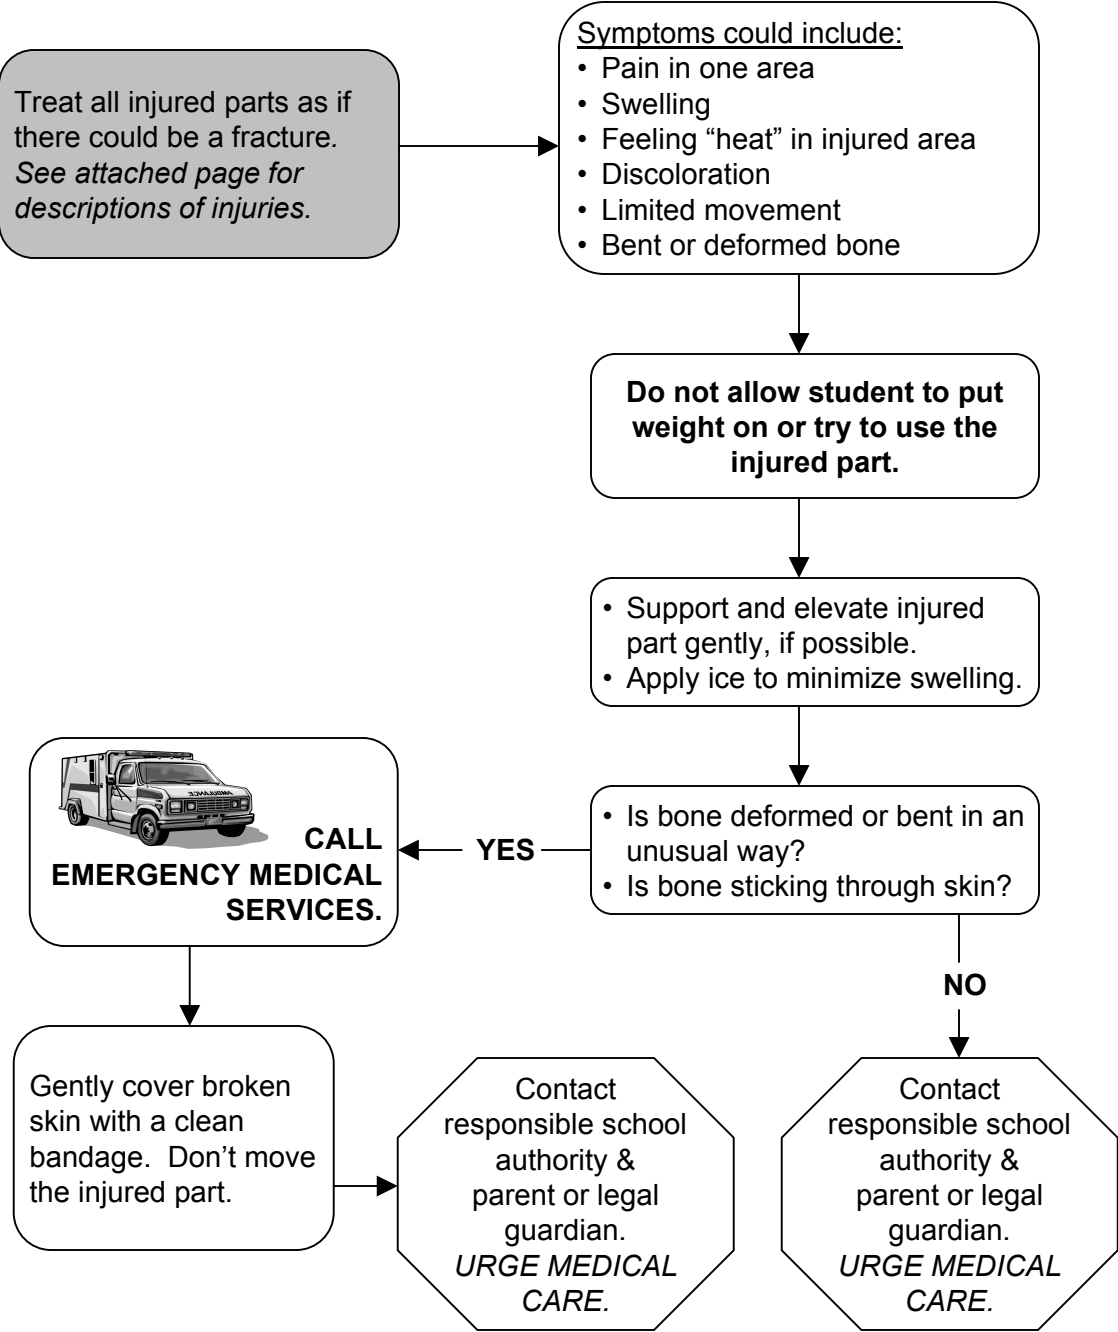 Treat all injured parts as if
there could be a fracture.
See attached page for
descriptions of injuries.
Symptoms could include:
• Pain in one area
• Swelling
• Feeling “heat” in injured area
• Discoloration
• Limited movement
• Bent or deformed bone
Do not allow student to put
weight on or try to use the
injured part.
• Support and elevate injured
part gently, if possible.
• Apply ice to minimize swelling.
• Is bone deformed or bent in an
unusual way?
• Is bone sticking through skin?
YES
AMBULANCE
CALL
EMERGENCY MEDICAL
SERVICES.
NO
Gently cover broken
skin with a clean
bandage.  Don’t move
the injured part.
Contact
responsible school
authority &
parent or legal
guardian.
URGE MEDICAL
CARE.
Contact
responsible school
authority &
parent or legal
guardian.
URGE MEDICAL
CARE.